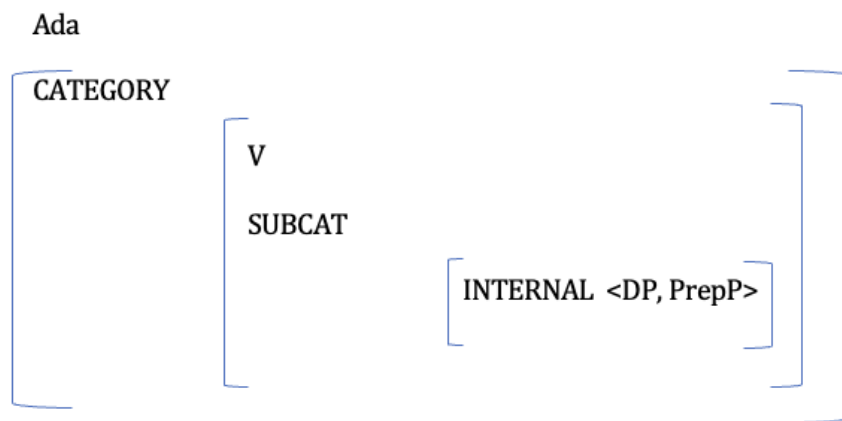 Ada
CATEGORY
V
SUBCAT
INTERNAL <DP, PrepP>